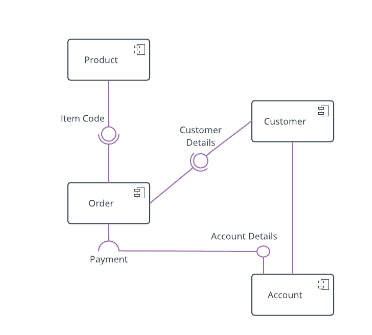 Product
Item Code
Customer
Customer
Details
Order
Account Details
Payment
Account